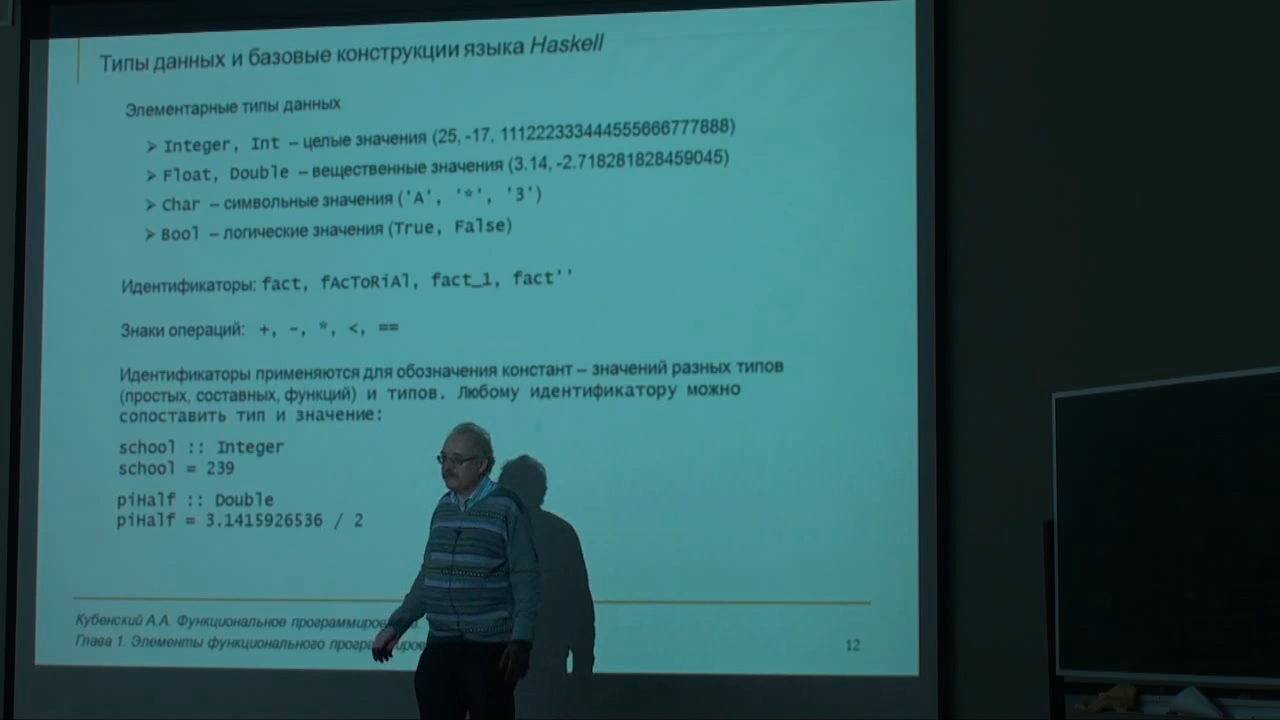 Типы данных и базовые конструкции языка Haskell
Элементарные типы данных
➢ Integer, Int – целые значения (25, -17, 111222333444555666777888)
➢ Float, Double – вещественные значения (3.14, -2.718281828459045)
➢ Char – символьные значения ('A', '*', '3')
➢ Bool – логические значения (True, False)
Идентификаторы: fact, fAcToRiAl, fact_1, fact''
Знаки операций: +, -, *, <, ==
Идентификаторы применяются для обозначения констант – значений разных типов
(простых, составных, функций) и типов. Любому идентификатору можно
сопоставить тип и значение:
school :: Integer
school = 239
piHalf :: Double
piHalf = 3.1415926536 / 2
Кубенский А.А. Функциональное
Глава 1. Элементы функционального
12